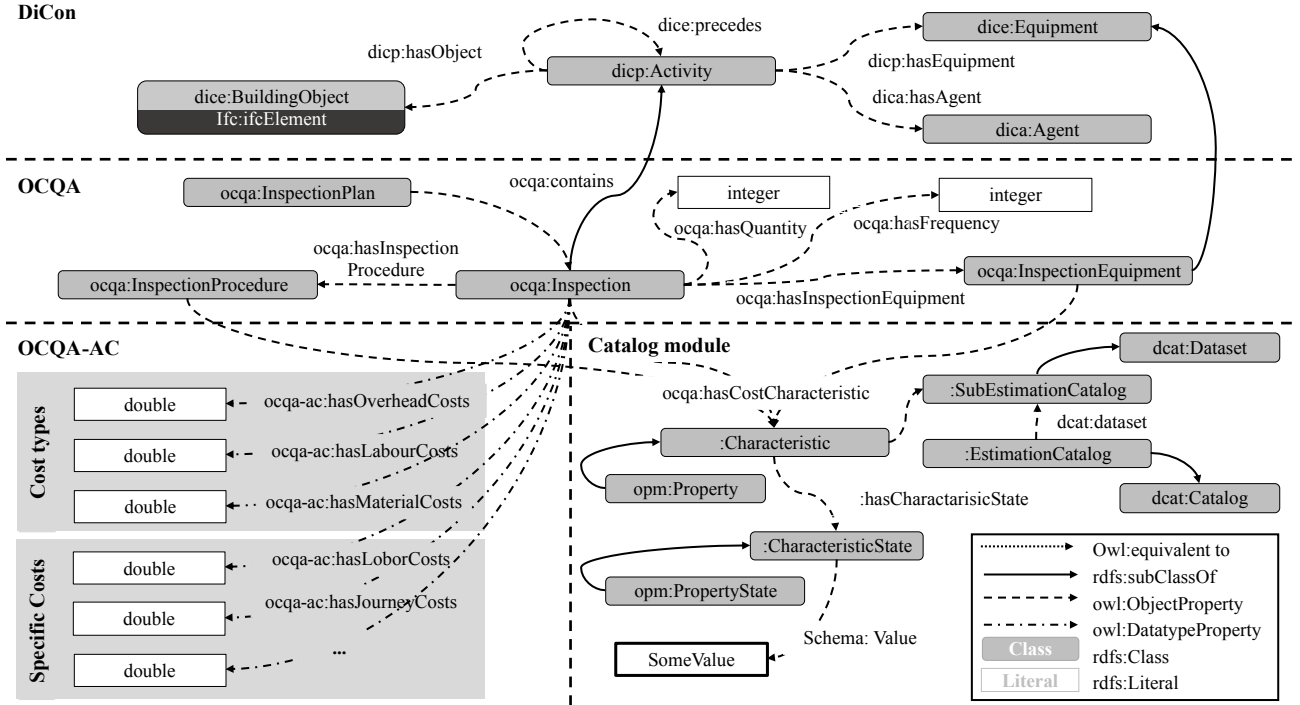 DiCon
dice:precedes
dice:Equipment
dicp:hasObject
dicp:Activity
dicp:hasEquipment
dice:BuildingObject
Ifc:ifcElement
dica:hasAgent
dica:Agent
OCQA
ocqa:InspectionPlan
ocqa:contains
integer
integer
ocqa:hasQuantity
ocqa:hasFrequency
ocqa:hasInspection
Procedure
ocqa:InspectionProcedure
ocqa:Inspection
ocqa:InspectionEquipment
ocqa:hasInspectionEquipment
OCQA-AC
Cost types
double
ocqa-ac:hasOverheadCosts
double
ocqa-ac:hasLabourCosts
double
ocqa-ac:hasMaterialCosts
Specific Costs
double
ocqa-ac:hasLoborCosts
double
ocqa-ac:hasJourneyCosts
double
...
Catalog module
dcat:Dataset
ocqa:hasCostCharacteristic
:SubEstimationCatalog
dcat:dataset
:Characteristic
:EstimationCatalog
opm:Property
:hasCharactarisicState
dcat:Catalog
:CharacteristicState
opm:PropertyState
Schema: Value
SomeValue
Owl:equivalent to
rdfs:subClassOf
owl:ObjectProperty
owl:DatatypeProperty
Class
rdfs:Class
Literal
rdfs:Literal